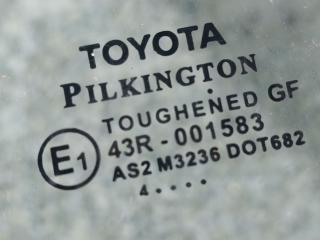 TOYOTA
PILKINGTON
TOUGHENED GF
E1 43R - 001583
AS2 M3236 DOT682
4 • • • •